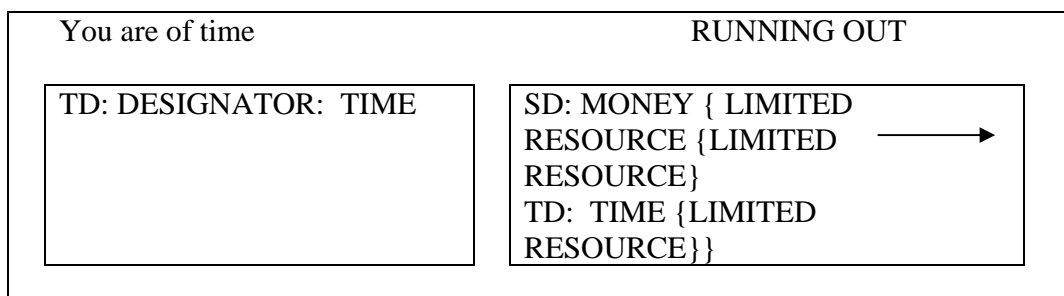 You are of time
RUNNING OUT
TD: DESIGNATOR: TIME
SD: MONEY { LIMITED
RESOURCE {LIMITED
RESOURCE}
TD: TIME {LIMITED
RESOURCE}}